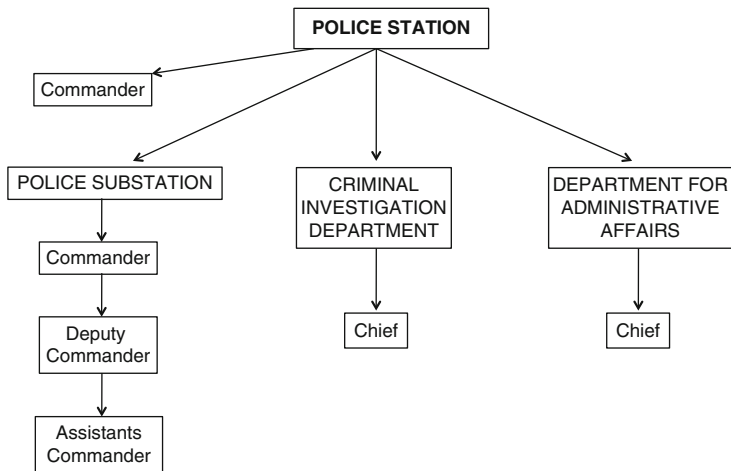 POLICE STATION
Commander
POLICE SUBSTATION
CRIMINAL
INVESTIGATION
DEPARTMENT
DEPARTMENT FOR
ADMINISTRATIVE
AFFAIRS
Commander
Deputy
Commander
Chief
Chief
Assistants
Commander